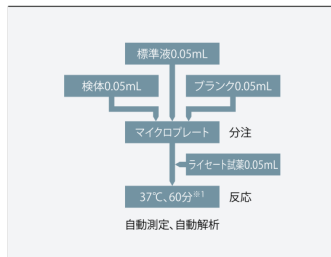 標準液0.05mL
検体0.05mL
ブランク0.05mL
マイクロプレート
分注
ライセート試薬0.05mL
37℃、60分※1
反応
自動測定、自動解析